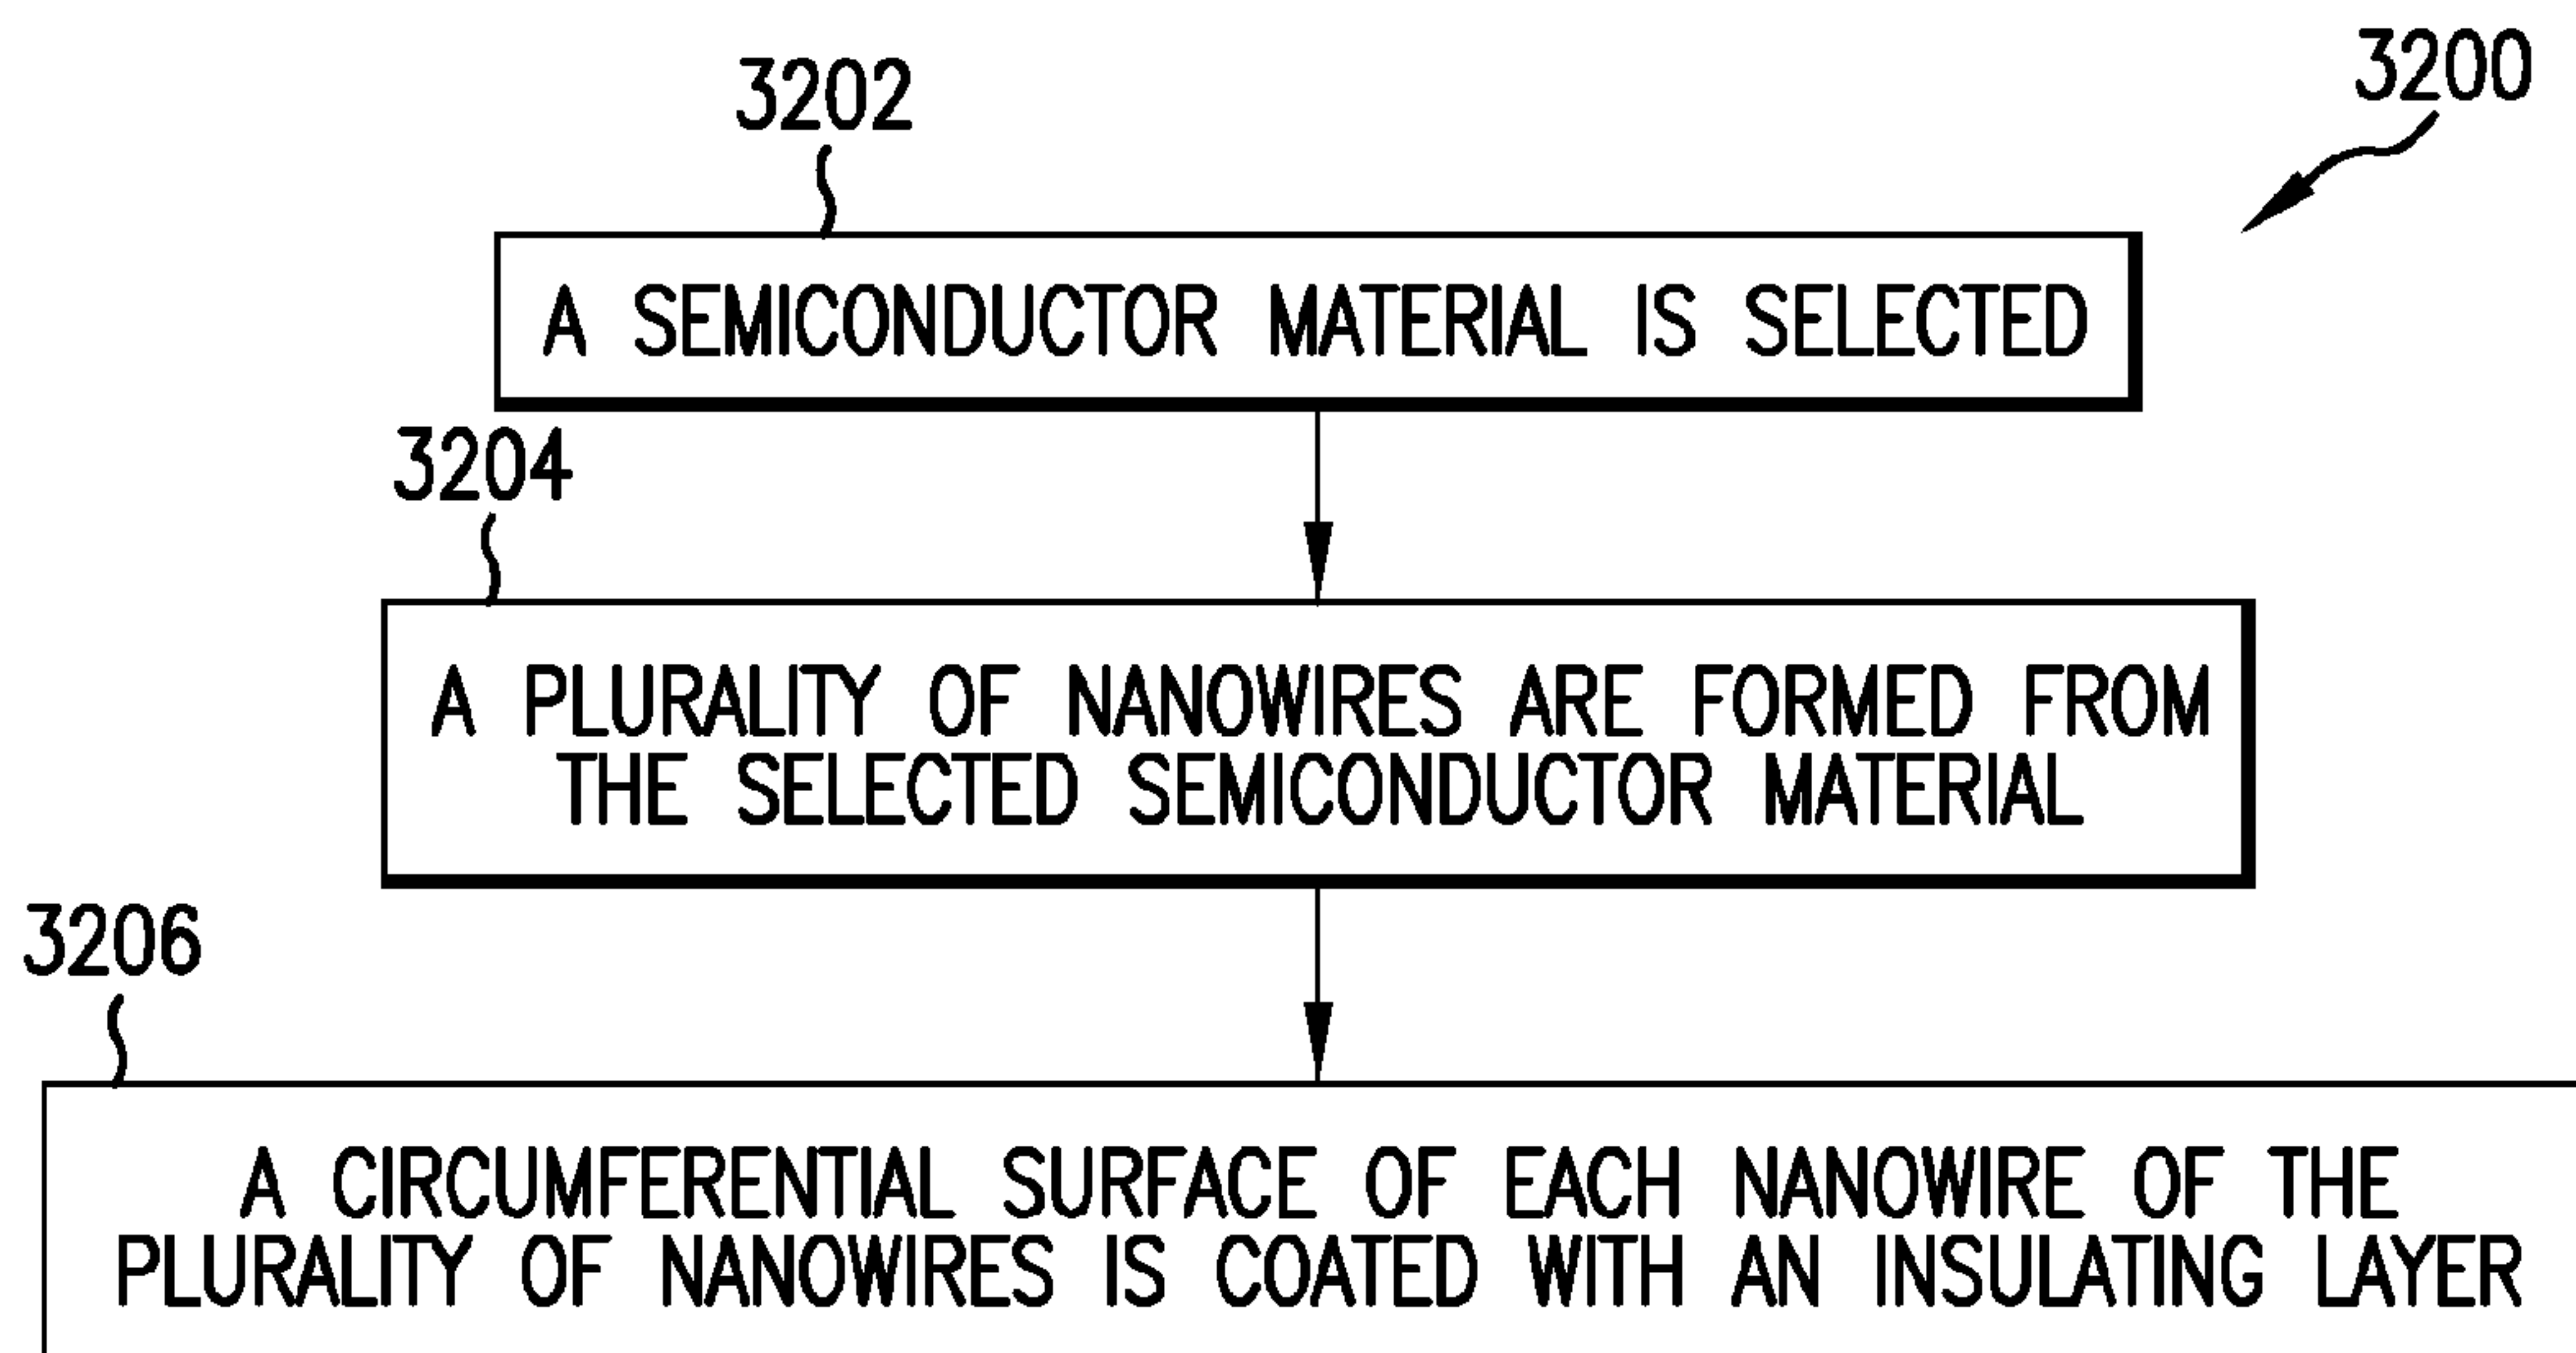 3200
3202
A SEMICONDUCTOR MATERIAL IS SELECTED
3204
A PLURALITY OF NANOWIRES ARE FORMED FROM
THE SELECTED SEMICONDUCTOR MATERIAL
3206
A CIRCUMFERENTIAL SURFACE OF EACH NANOWIRE OF THE
PLURALITY OF NANOWIRES IS COATED WITH AN INSULATING LAYER